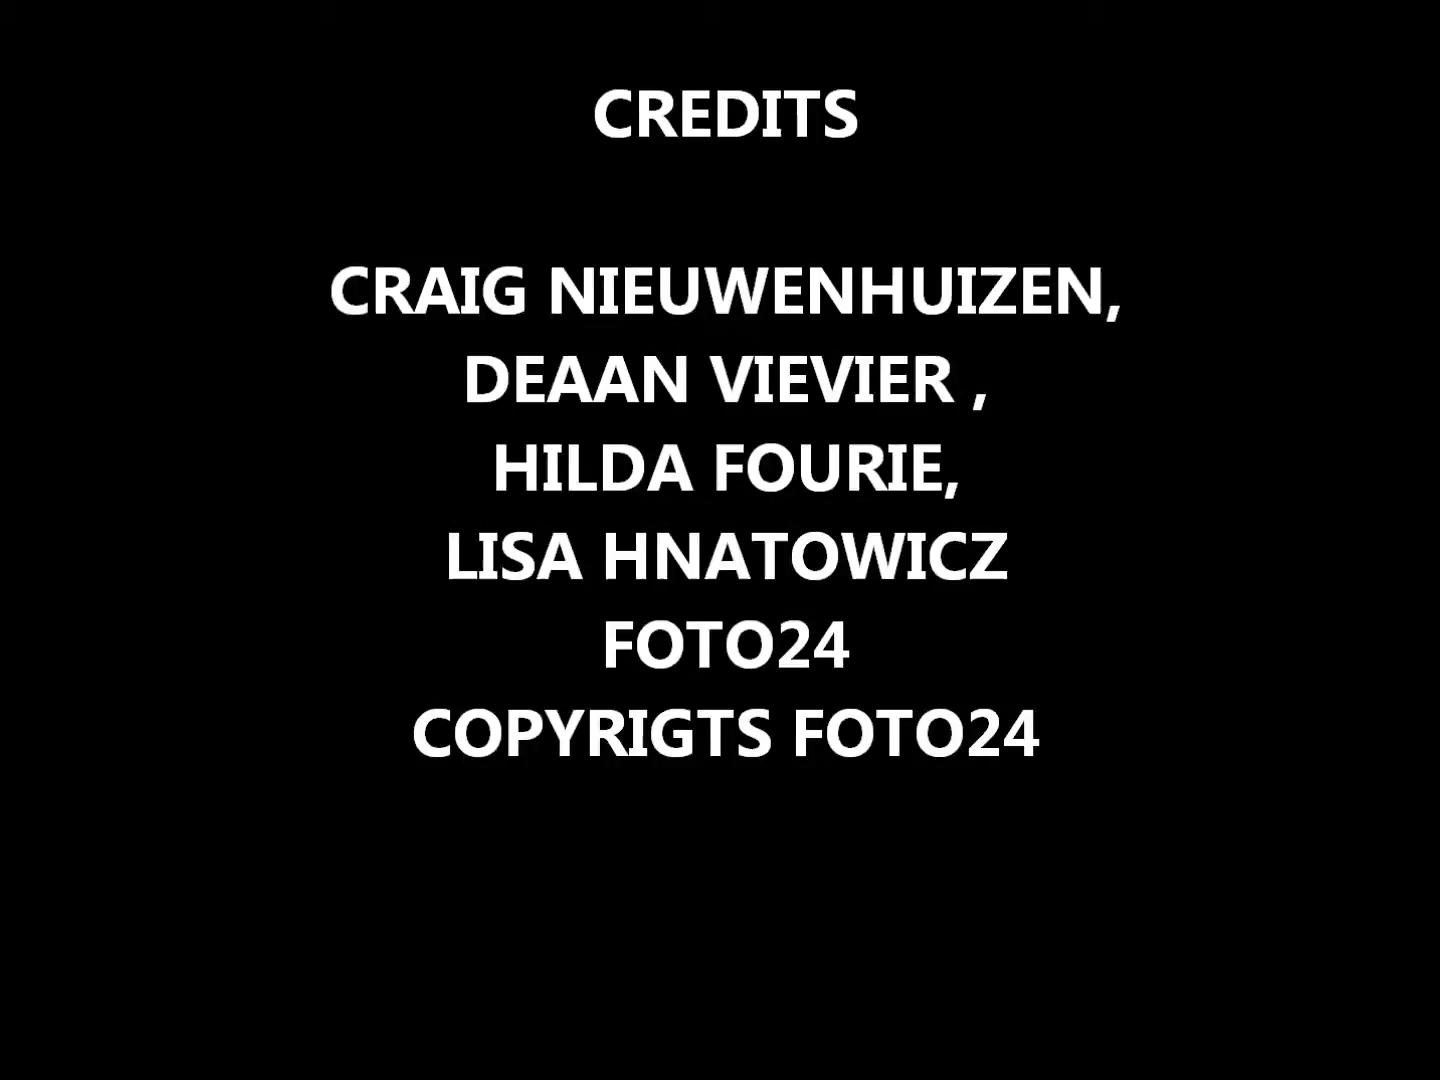 CREDITS
CRAIG NIEUWENHUIZEN,
DEAAN VIEVIER ,
HILDA FOURIE,
LISA HNATOWICZ
FOTO24
COPYRIGTS FOTO24